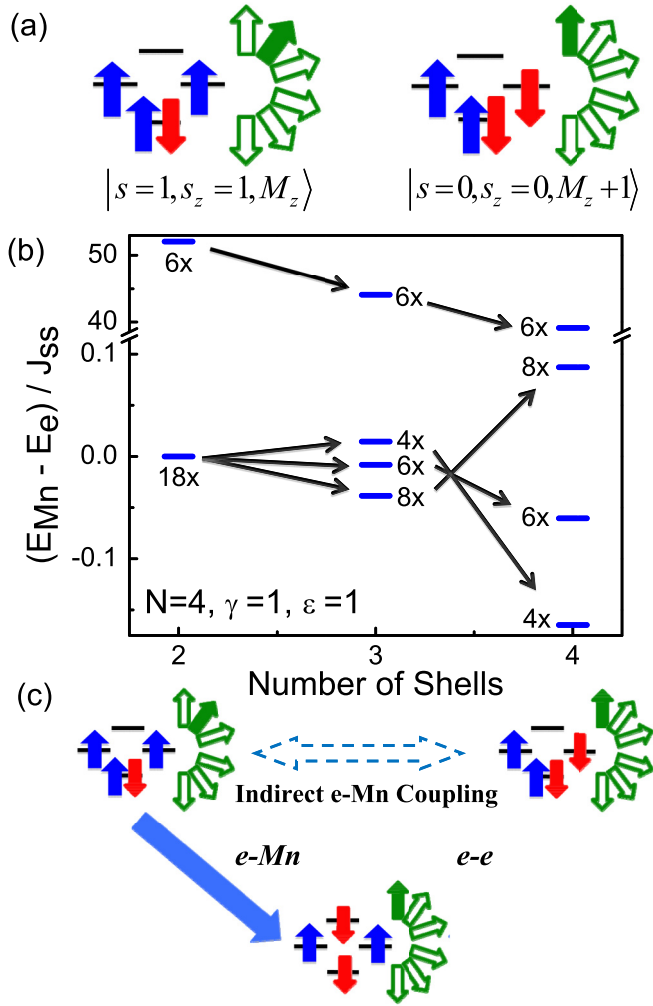 (a)
|s=1, s_z=1, M_z⟩ |s=0, s_z=0, M_z+1⟩
(b)
50
40
0.1
0.0
-0.1
(E_Mn - E_e) / J_SS
6x
6x
6x
8x
18x
4x
6x
8x
6x
4x
N=4, γ=1, ε=1
2 3 4
Number of Shells
(c)
Indirect e-Mn Coupling
e-Mn e-e